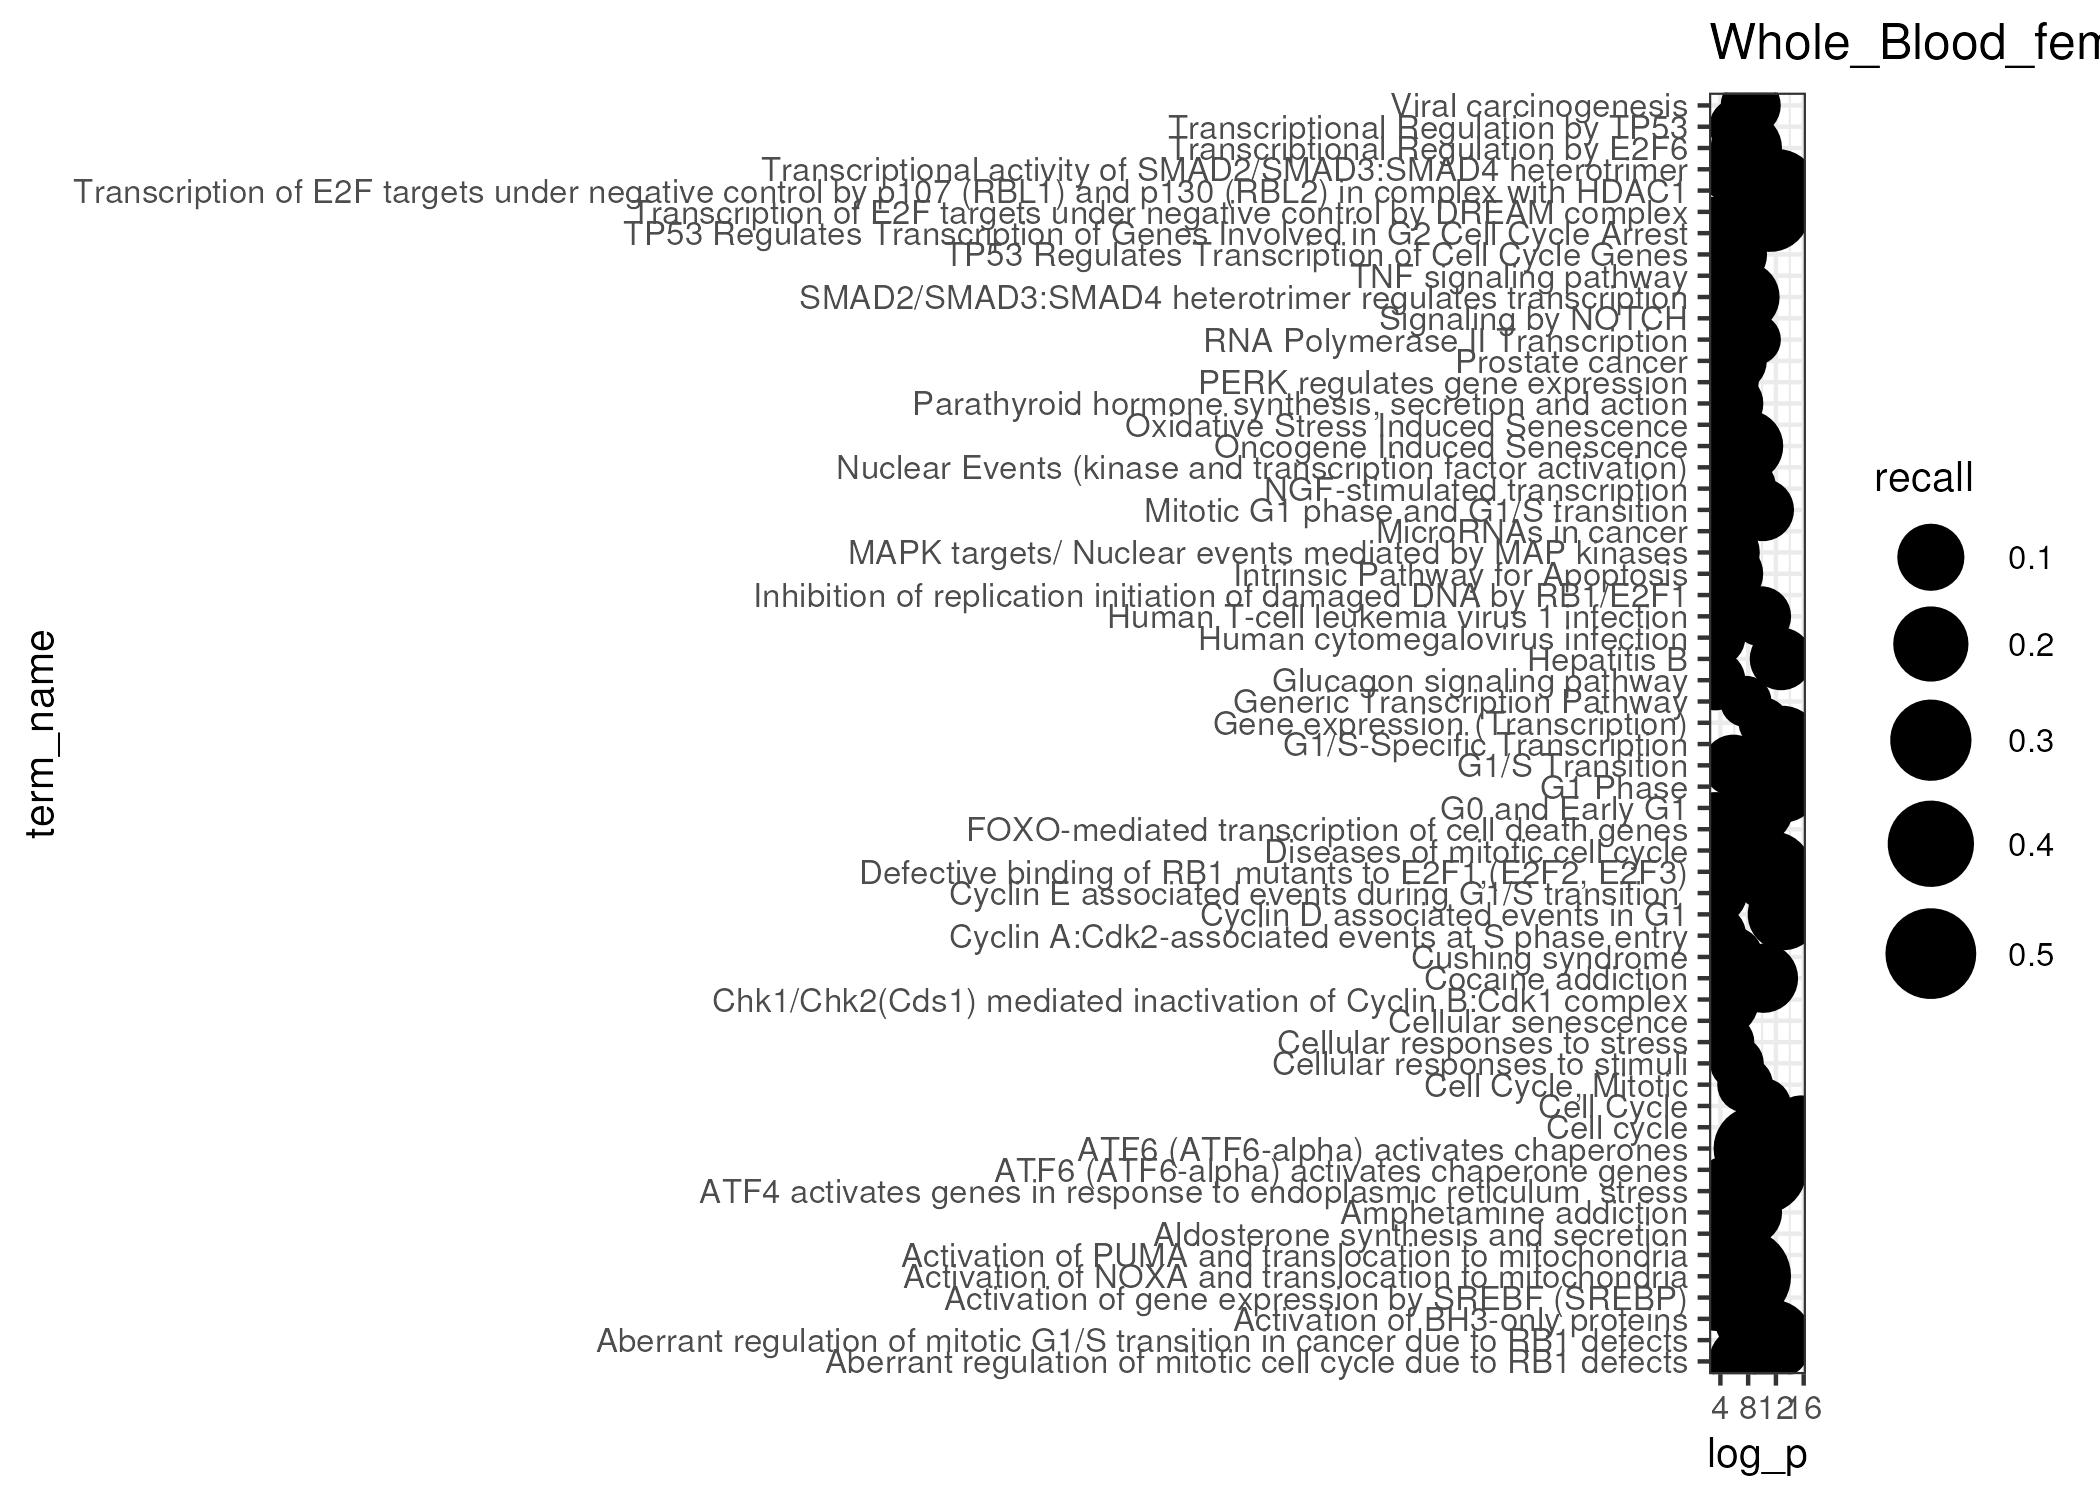 Whole_Blood_fem
Viral carcinogenesis
Transcriptional Regulation by TP53
Transcriptional Regulation by E2F6
Transcriptional activity of SMAD2/SMAD3:SMAD4 heterotrimer
Transcription of E2F targets under negative control by p107 (RBL1) and p130 (RBL2) in complex with HDAC1
Transcription of E2F targets under negative control by DREAM complex
TP53 Regulates Transcription of Genes Involved in G2 Cell Cycle Arrest
TP53 Regulates Transcription of Cell Cycle Genes
TNF signaling pathway
SMAD2/SMAD3:SMAD4 heterotrimer regulates transcription
Signaling by NOTCH
RNA Polymerase II Transcription
Prostate cancer
PERK regulates gene expression
Parathyroid hormone synthesis, secretion and action
Oxidative Stress Induced Senescence
Oncogene Induced Senescence
Nuclear Events (kinase and transcription factor activation)
NGF-stimulated transcription
Mitotic G1 phase and G1/S transition
MicroRNAs in cancer
MAPK targets/ Nuclear events mediated by MAP kinases
Intrinsic Pathway for Apoptosis
Inhibition of replication initiation of damaged DNA by RB1/E2F1
Human T-cell leukemia virus 1 infection
Human cytomegalovirus infection
Hepatitis B
Glucagon signaling pathway
Generic Transcription Pathway
Gene expression (Transcription)
G1/S-Specific Transcription
G1/S Transition
G1 Phase
G0 and Early G1
FOXO-mediated transcription of cell death genes
Diseases of mitotic cell cycle
Defective binding of RB1 mutants to E2F1,(E2F2, E2F3)
Cyclin E associated events during G1/S transition
Cyclin D associated events in G1
Cyclin A:Cdk2-associated events at S phase entry
Cushing syndrome
Cocaine addiction
Chk1/Chk2(Cds1) mediated inactivation of Cyclin B:Cdk1 complex
Cellular senescence
Cellular responses to stress
Cellular responses to stimuli
Cell Cycle, Mitotic
Cell Cycle
Cell cycle
ATF6 (ATF6-alpha) activates chaperones
ATF6 (ATF6-alpha) activates chaperone genes
ATF4 activates genes in response to endoplasmic reticulum  stress
Amphetamine addiction
Aldosterone synthesis and secretion
Activation of PUMA and translocation to mitochondria
Activation of NOXA and translocation to mitochondria
Activation of gene expression by SREBF (SREBP)
Activation of BH3-only proteins
Aberrant regulation of mitotic G1/S transition in cancer due to RB1 defects
Aberrant regulation of mitotic cell cycle due to RB1 defects
term_name
4 8 12 16
log_p
recall
0.1
0.2
0.3
0.4
0.5